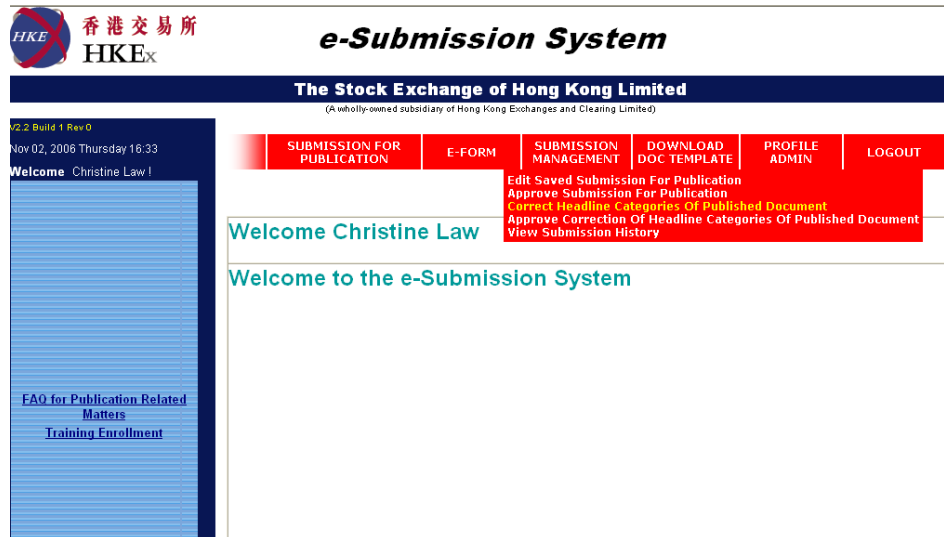 HKE
香港交易所
HKEx
e-Submission System
The Stock Exchange of Hong Kong Limited
(A wholly-owned subsidiary of Hong Kong Exchanges and Clearing Limited)
V2.2 Build 1 Rev 0
Nov 02, 2006 Thursday 16:33
Welcome Christine Law !
SUBMISSION FOR PUBLICATION
E-FORM
SUBMISSION MANAGEMENT
DOWNLOAD DOC TEMPLATE
PROFILE ADMIN
LOGOUT
Edit Saved Submission For Publication
Approve Submission For Publication
Correct Headline Categories Of Published Document
Approve Correction Of Headline Categories Of Published Document
View Submission History
Welcome Christine Law
Welcome to the e-Submission System
FAQ for Publication Related
Matters
Training Enrollment